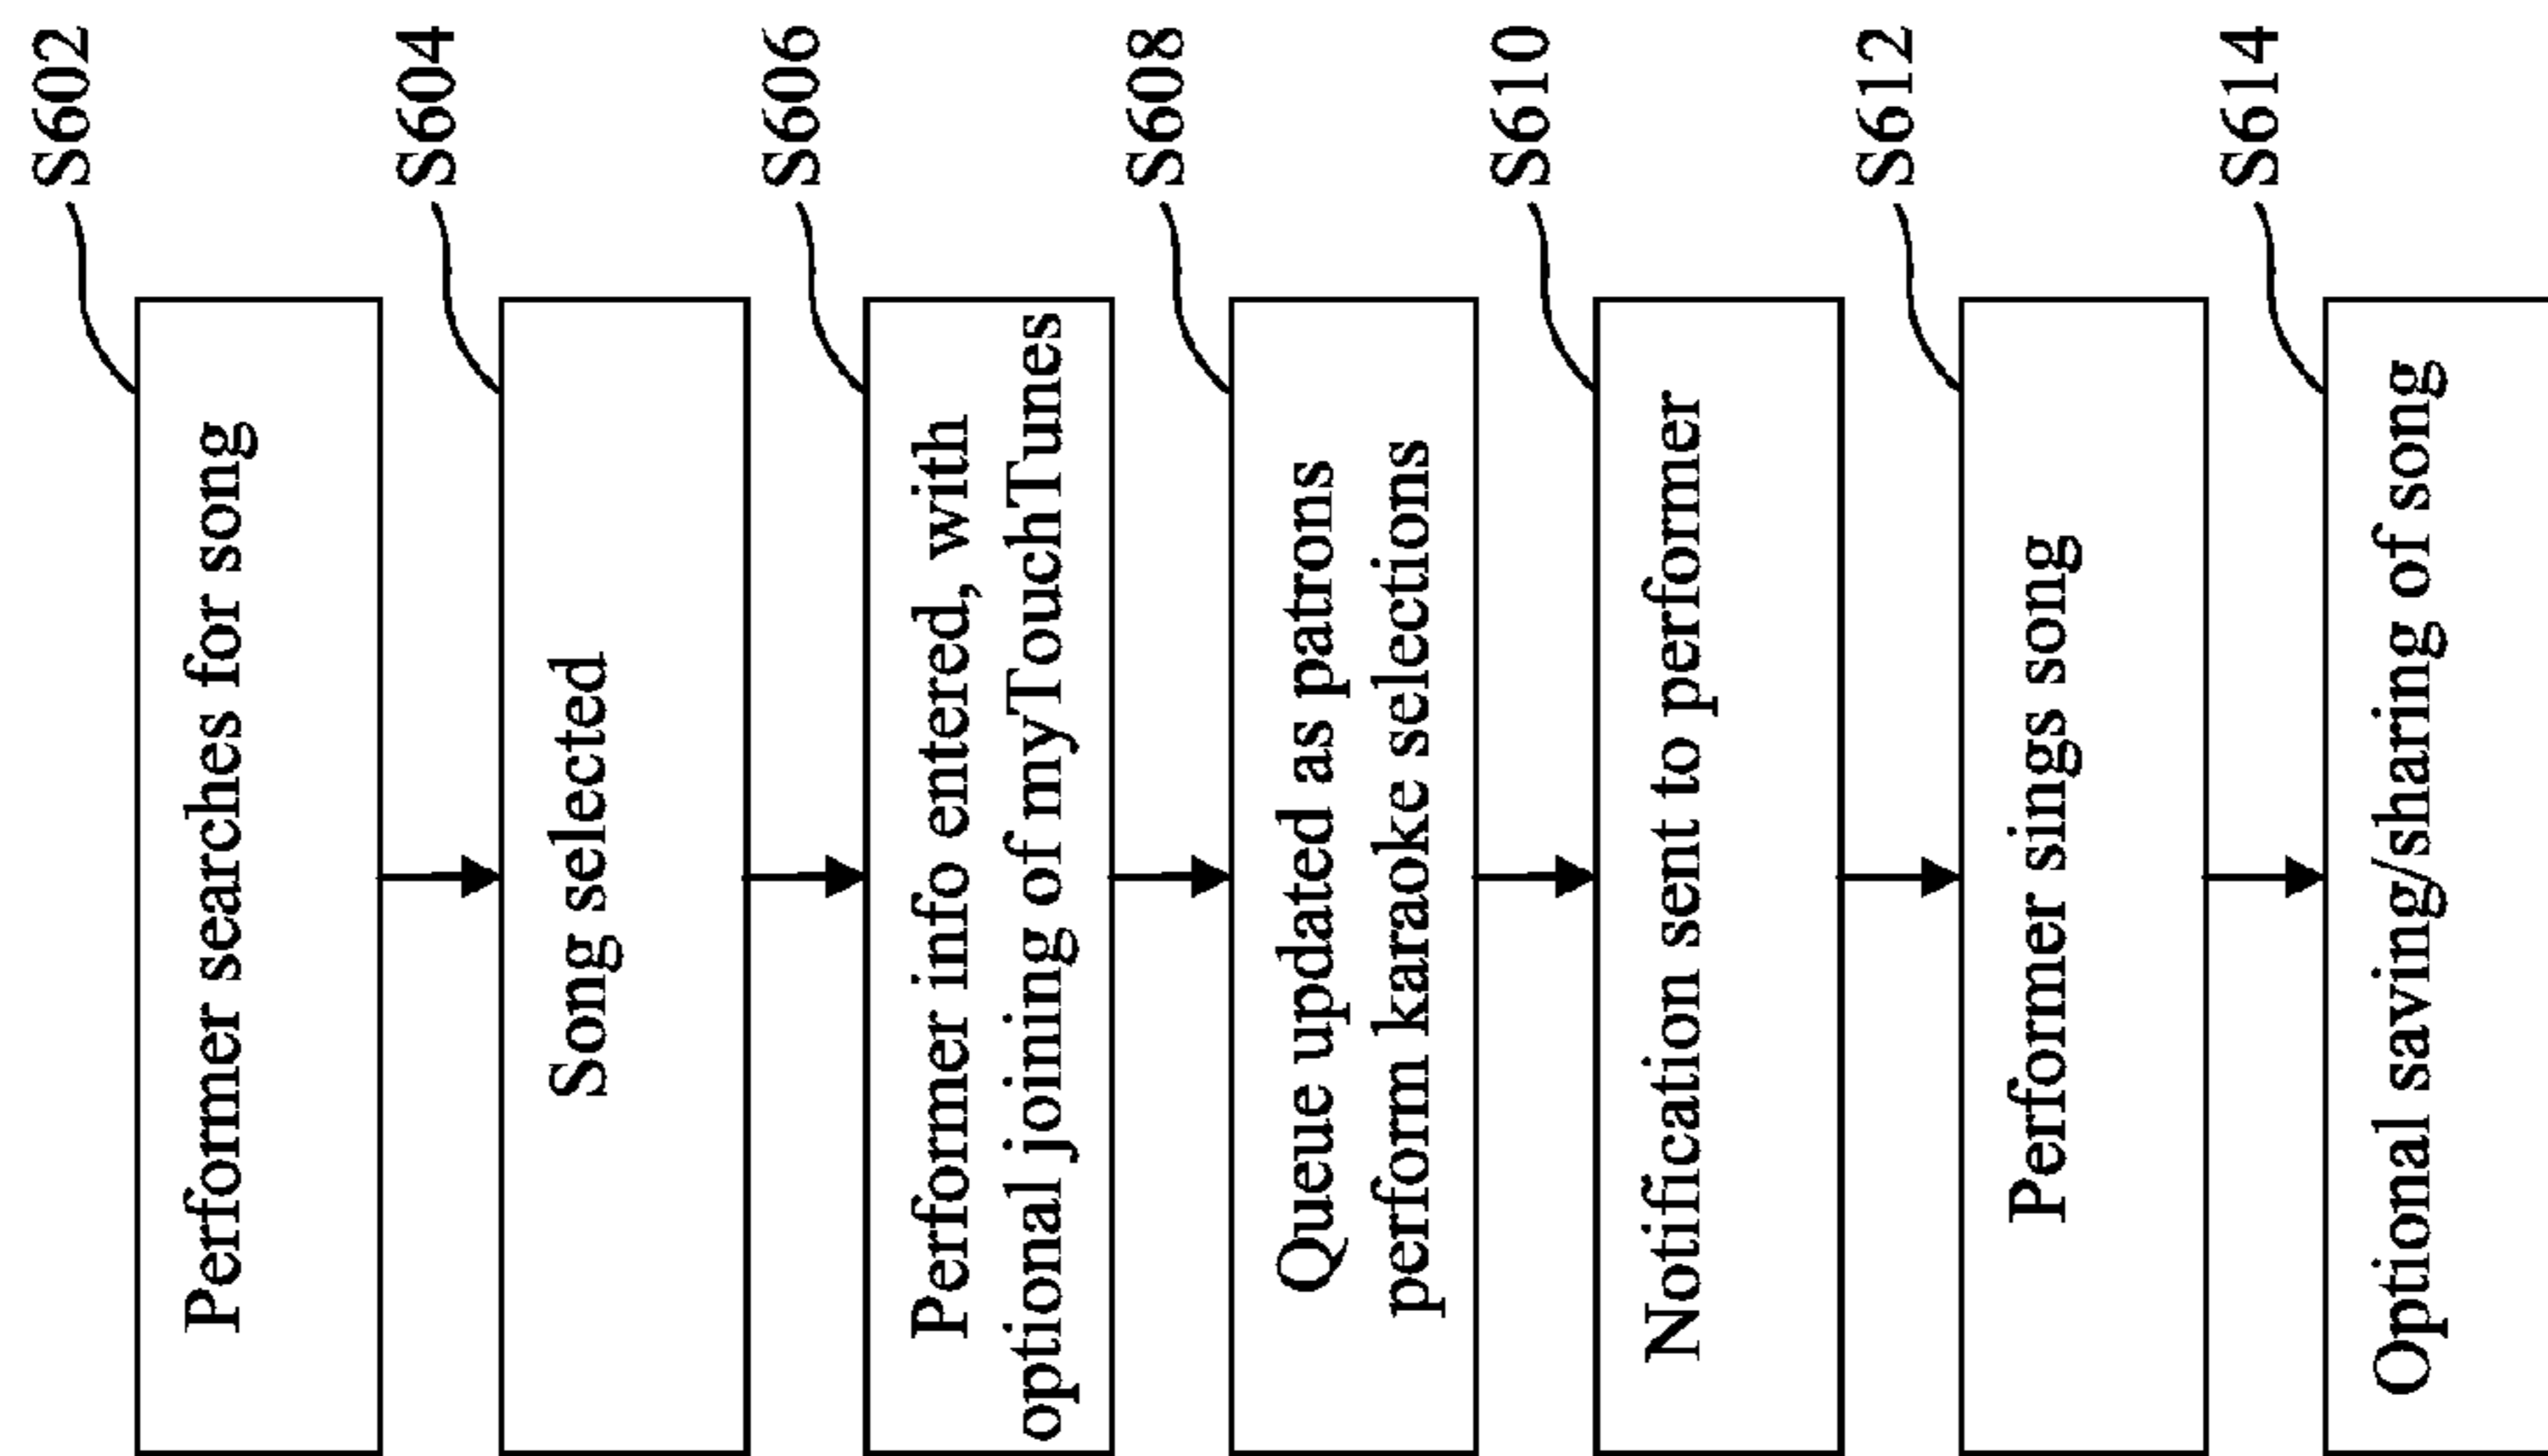 S602
Performer searches for song
S604
Song selected
S606
Performer info entered, with
optional joining of myTouchTunes
S608
Queue updated as patrons
perform karaoke selections
S610
Notification sent to performer
S612
Performer sings song
S614
Optional saving/sharing of song